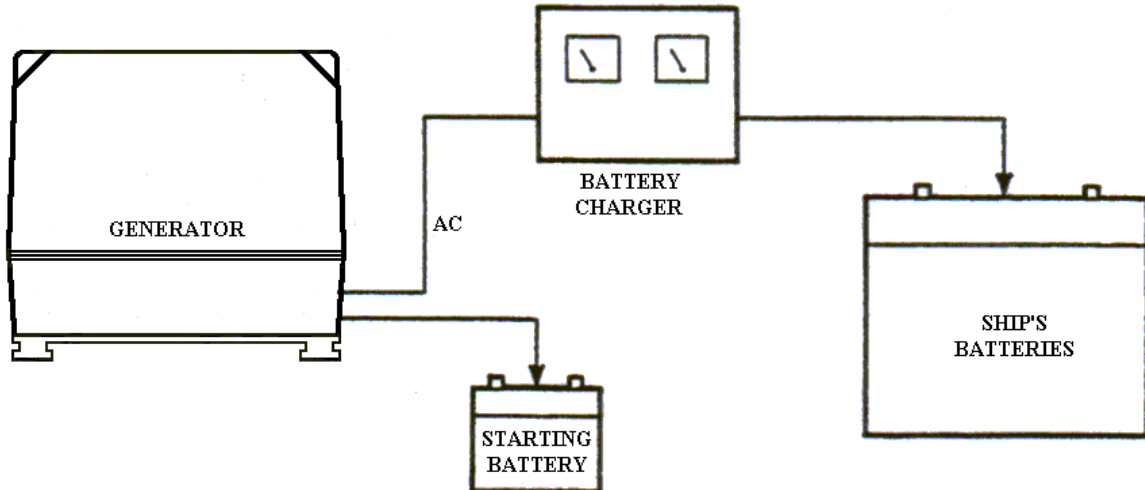 BATTERY
CHARGER
GENERATOR
AC
SHIP'S
BATTERIES
STARTING
BATTERY